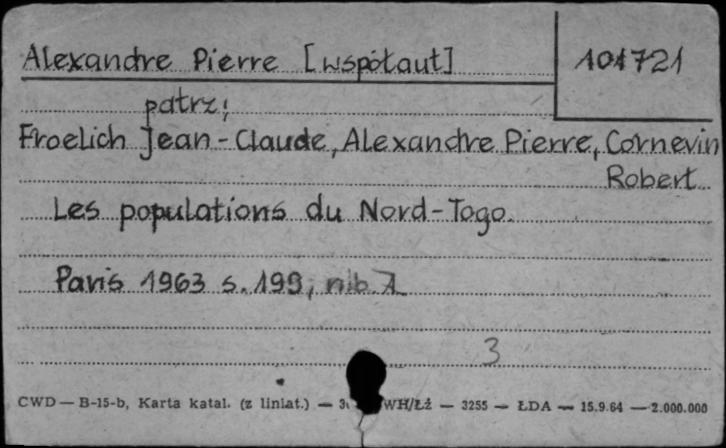 Alexandre Pierre [współaut]
101721
patrz;
Froelich Jean-Claude, Alexandre Pierre, Cornevin
Robert
Les populations du Nord-Togo.
Paris 1963 s. 199, nlb. 1
3
CWD — B-15-b, Karta katal. (z liniat.) — WH/Łż — 3255 — ŁDA — 15.9.64 — 2.000.000